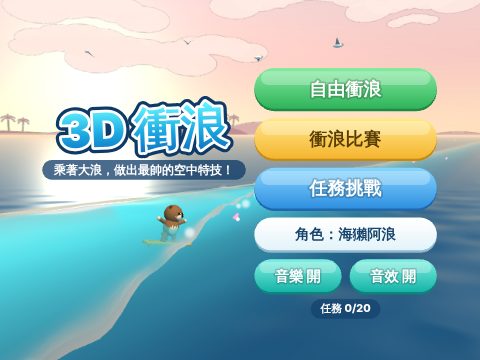 3D 衝浪
乘著大浪，做出最帥的空中特技！
自由衝浪
衝浪比賽
任務挑戰
角色：海獺阿浪
音樂 開
音效 開
任務 0/20